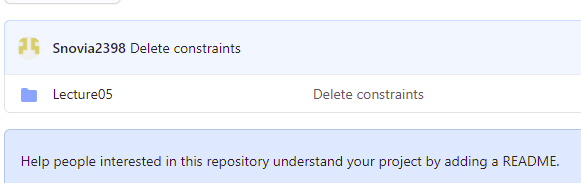 Snovia2398 Delete constraints
Lecture05 Delete constraints
Help people interested in this repository understand your project by adding a README.